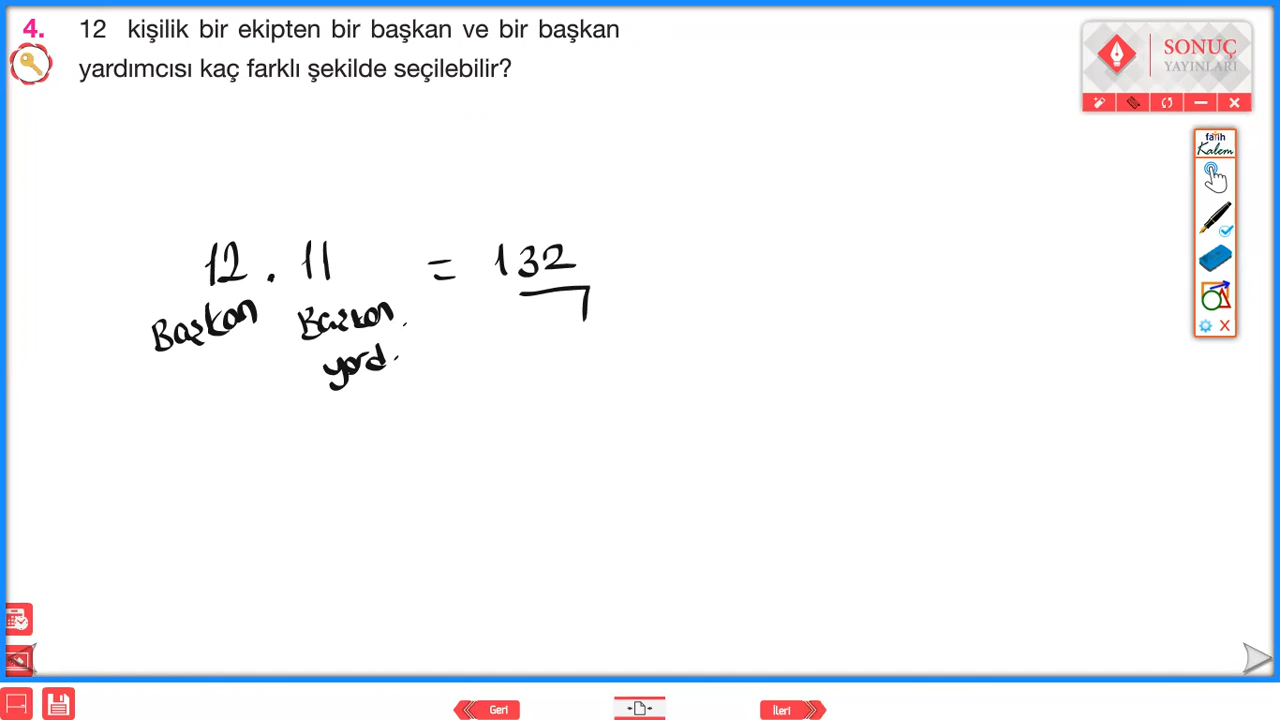 4. 12 kişilik bir ekipten bir başkan ve bir başkan
yardımcısı kaç farklı şekilde seçilebilir?
SONUÇ
YAYINLARI
fatih
Kalem
12 . 11 = 132
Başkan Başkan
yard.
Geri
İleri